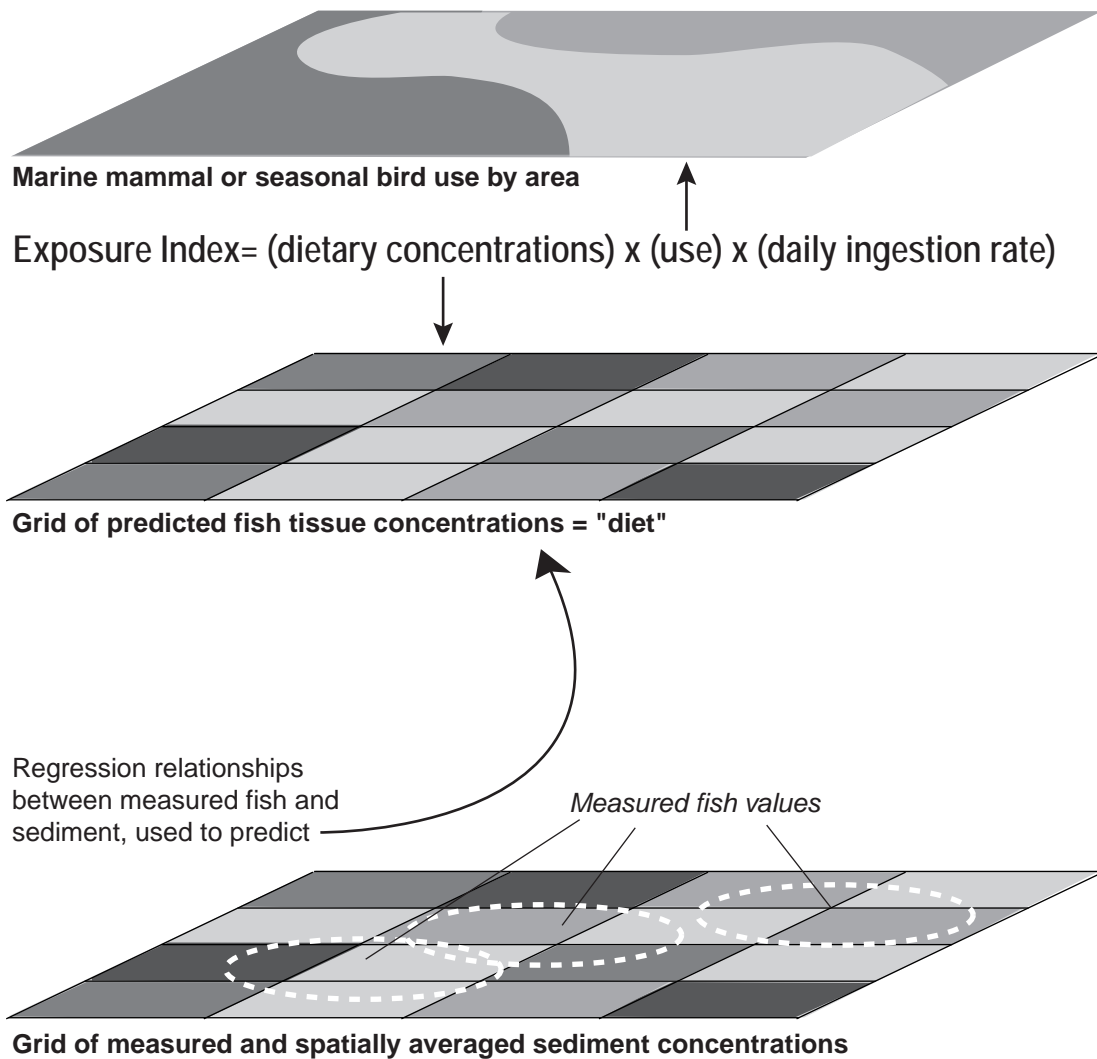 Marine mammal or seasonal bird use by area
Exposure Index= (dietary concentrations) x (use) x (daily ingestion rate)
Grid of predicted fish tissue concentrations = "diet"
Regression relationships
between measured fish and
sediment, used to predict
Measured fish values
Grid of measured and spatially averaged sediment concentrations